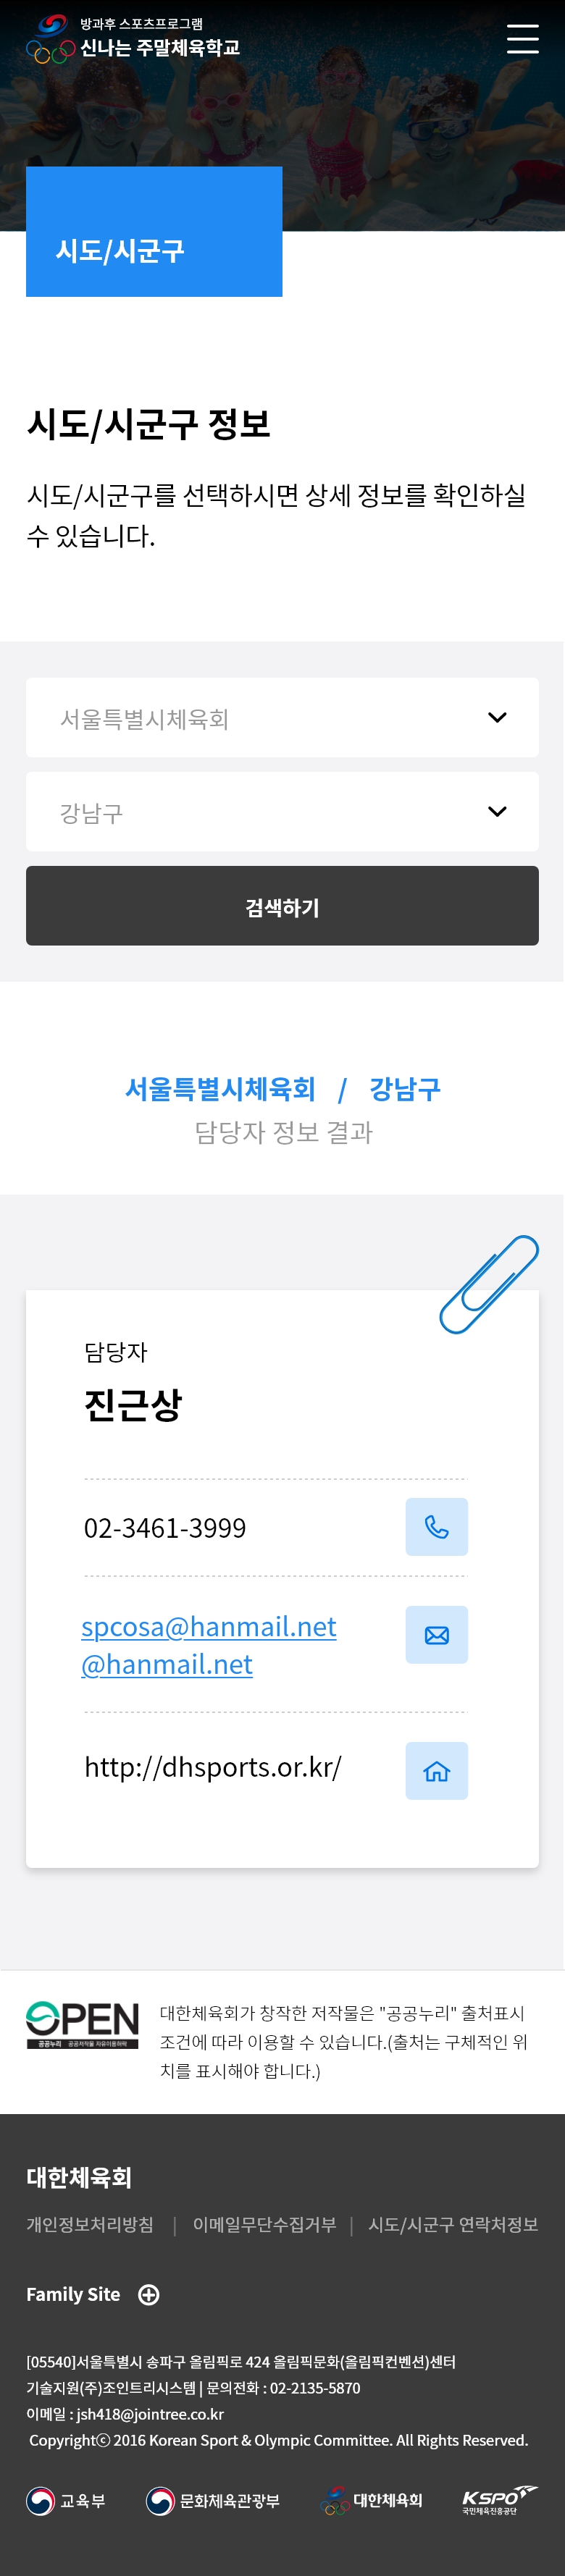 방과후 스포츠프로그램
신나는 주말체육학교
시도/시군구
시도/시군구 정보
시도/시군구를 선택하시면 상세 정보를 확인하실
수 있습니다.
서울특별시체육회
강남구
검색하기
서울특별시체육회 / 강남구
담당자 정보 결과
담당자
진근상
02-3461-3999
spcosa@hanmail.net
@hanmail.net
http://dhsports.or.kr/
OPEN
공공누리 공공저작물 자유이용허락
대한체육회가 창작한 저작물은 "공공누리" 출처표시
조건에 따라 이용할 수 있습니다.(출처는 구체적인 위
치를 표시해야 합니다.)
대한체육회
개인정보처리방침 | 이메일무단수집거부 | 시도/시군구 연락처정보
Family Site
[05540]서울특별시 송파구 올림픽로 424 올림픽문화(올림픽컨벤션)센터
기술지원(주)조인트리시스템 | 문의전화 : 02-2135-5870
이메일 : jsh418@jointree.co.kr
Copyrightⓒ 2016 Korean Sport & Olympic Committee. All Rights Reserved.
교육부 문화체육관광부 대한체육회 KSPO
국민체육진흥공단